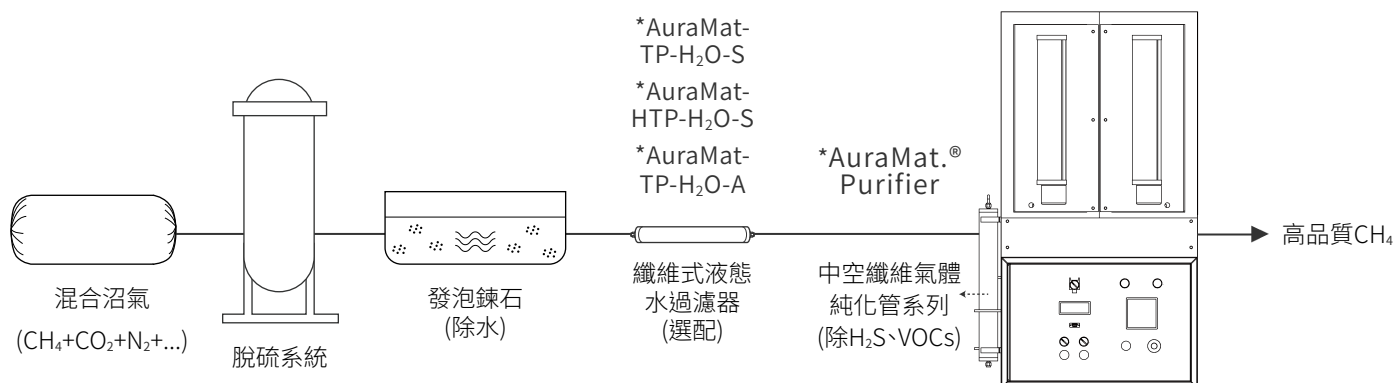 混合沼氣
(CH₄+CO₂+N₂+...)
脫硫系統
發泡鍊石
(除水)
*AuraMat-
TP-H₂O-S
*AuraMat-
HTP-H₂O-S
*AuraMat-
TP-H₂O-A
纖維式液態
水過濾器
(選配)
*AuraMat.®
Purifier
中空纖維氣體
純化管系列
(除H₂S、VOCs)
高品質CH₄